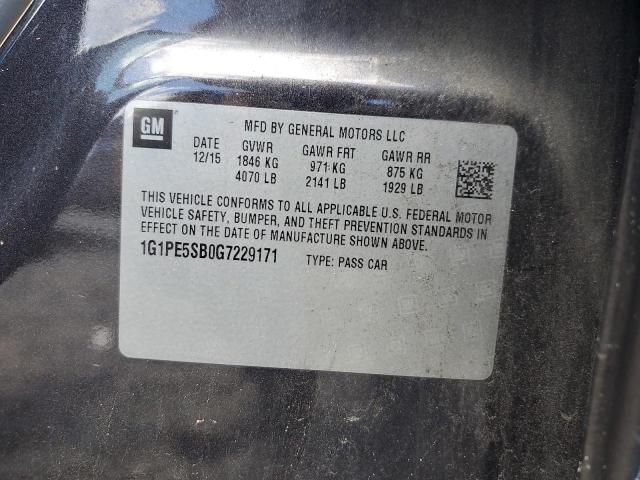 GM
MFD BY GENERAL MOTORS LLC
DATE GVWR GAWR FRT GAWR RR
12/15 1846 KG 971 KG 875 KG
4070 LB 2141 LB 1929 LB
THIS VEHICLE CONFORMS TO ALL APPLICABLE U.S. FEDERAL MOTOR
VEHICLE SAFETY, BUMPER, AND THEFT PREVENTION STANDARDS IN
EFFECT ON THE DATE OF MANUFACTURE SHOWN ABOVE.
1G1PE5SB0G7229171 TYPE: PASS CAR